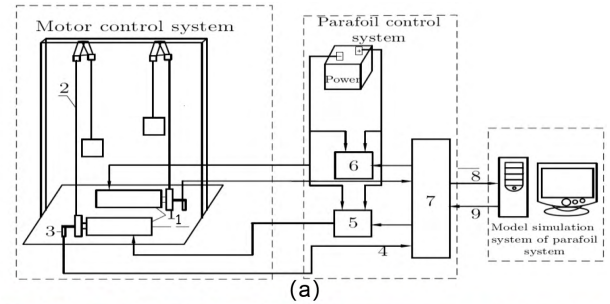 Motor control system
Parafoil control
system
Power
2
6
7
8
9
1
3
5
4
Model simulation
system of parafoil
system
(a)